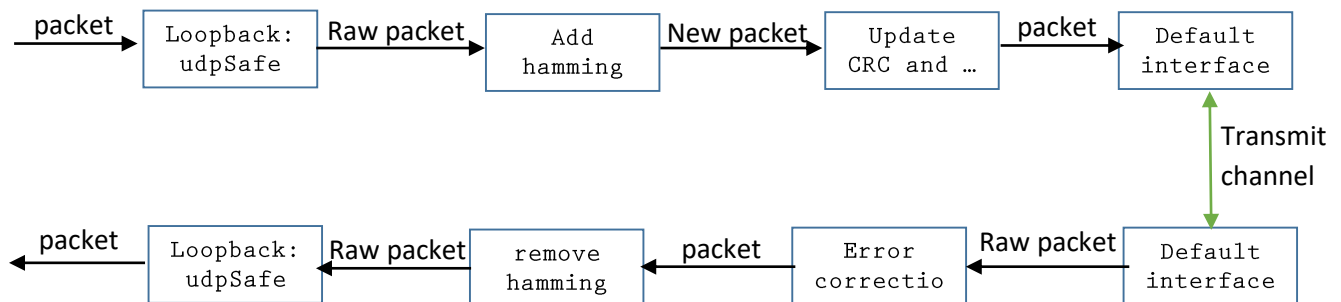 packet
Loopback:
udpSafe
Raw packet
Add
hamming
New packet
Update
CRC and …
packet
Default
interface
Transmit
channel
packet
Loopback:
udpSafe
Raw packet
remove
hamming
packet
Error
correctio
Raw packet
Default
interface